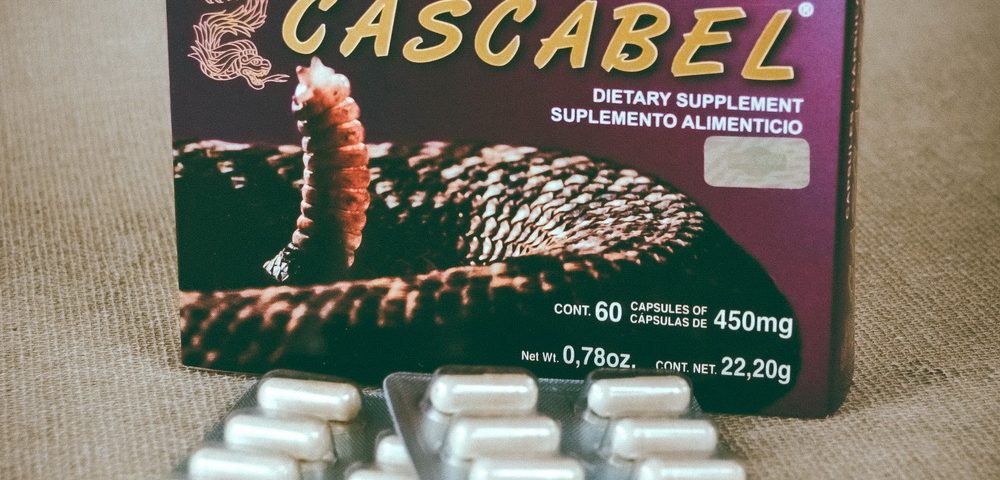 CASCABEL®
DIETARY SUPPLEMENT
SUPLEMENTO ALIMENTICIO
CONT. 60 CAPSULES OF 450mg
CÁPSULAS DE
Net Wt. 0,78oz. CONT. NET. 22,20g